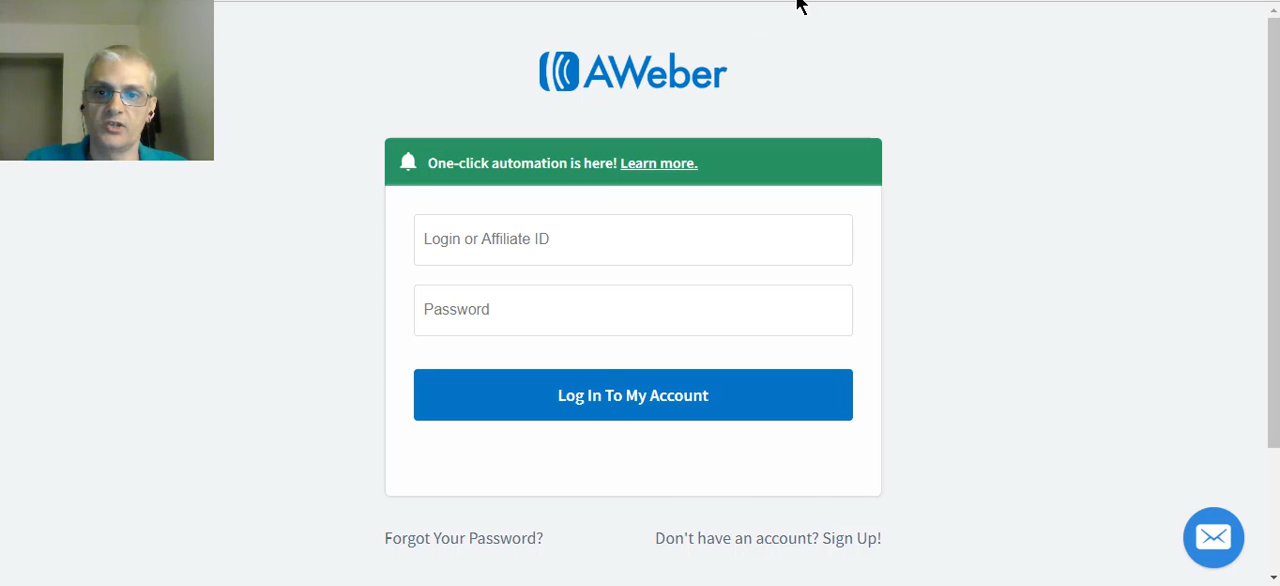 AWeber
One-click automation is here! Learn more.
Login or Affiliate ID
Password
Log In To My Account
Forgot Your Password?
Don't have an account? Sign Up!